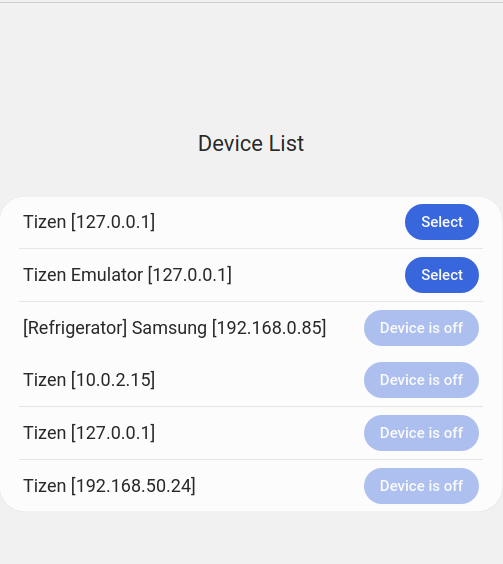 Device List
Tizen [127.0.0.1] Select
Tizen Emulator [127.0.0.1] Select
[Refrigerator] Samsung [192.168.0.85] Device is off
Tizen [10.0.2.15] Device is off
Tizen [127.0.0.1] Device is off
Tizen [192.168.50.24] Device is off